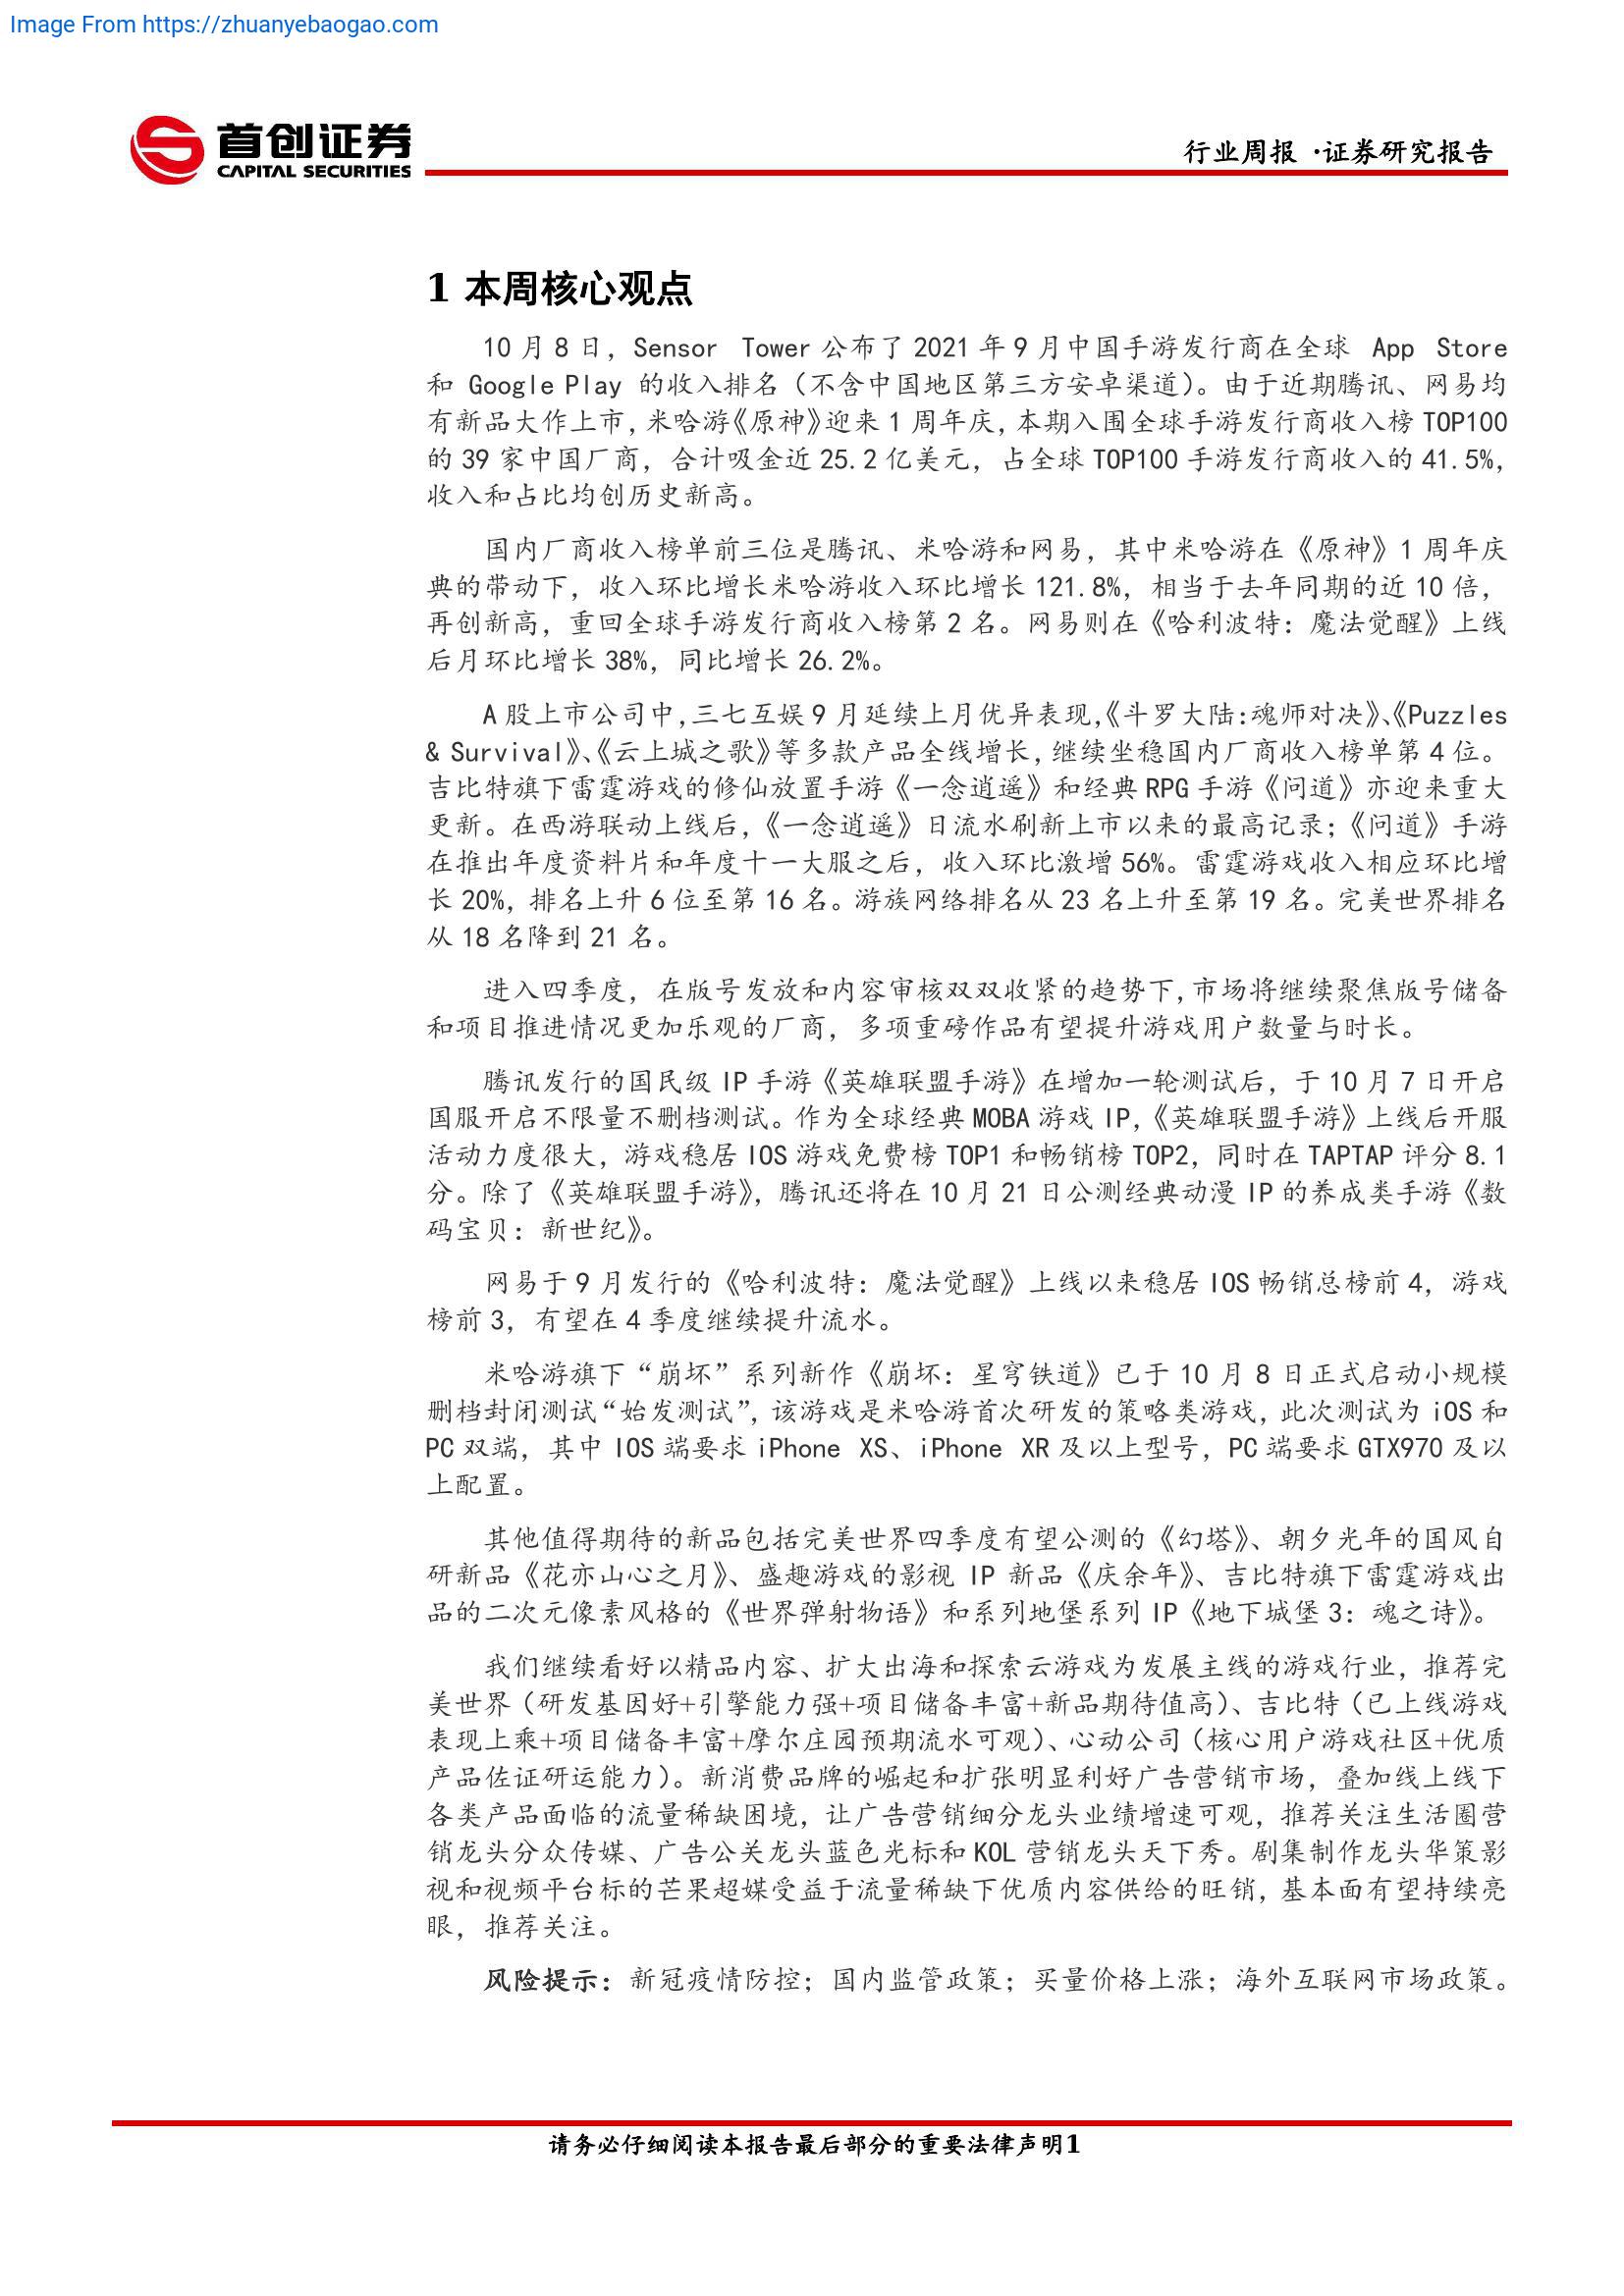 Image From https://zhuanyebaogao.com
首创证券
CAPITAL SECURITIES
行业周报 ·证券研究报告
1 本周核心观点
10 月 8 日，Sensor Tower 公布了 2021 年 9 月中国手游发行商在全球 App Store
和 Google Play 的收入排名（不含中国地区第三方安卓渠道）。由于近期腾讯、网易均
有新品大作上市，米哈游《原神》迎来 1 周年庆，本期入围全球手游发行商收入榜 TOP100
的 39 家中国厂商，合计吸金近 25.2 亿美元，占全球 TOP100 手游发行商收入的 41.5%，
收入和占比均创历史新高。
国内厂商收入榜单前三位是腾讯、米哈游和网易，其中米哈游在《原神》1 周年庆
典的带动下，收入环比增长米哈游收入环比增长 121.8%，相当于去年同期的近 10 倍，
再创新高，重回全球手游发行商收入榜第 2 名。网易则在《哈利波特：魔法觉醒》上线
后月环比增长 38%，同比增长 26.2%。
A 股上市公司中，三七互娱 9 月延续上月优异表现，《斗罗大陆：魂师对决》、《Puzzles
& Survival》、《云上城之歌》等多款产品全线增长，继续坐稳国内厂商收入榜单第 4 位。
吉比特旗下雷霆游戏的修仙放置手游《一念逍遥》和经典 RPG 手游《问道》亦迎来重大
更新。在西游联动上线后，《一念逍遥》日流水刷新上市以来的最高记录；《问道》手游
在推出年度资料片和年度十一大服之后，收入环比激增 56%。雷霆游戏收入相应环比增
长 20%，排名上升 6 位至第 16 名。游族网络排名从 23 名上升至第 19 名。完美世界排名
从 18 名降到 21 名。
进入四季度，在版号发放和内容审核双双收紧的趋势下，市场将继续聚焦版号储备
和项目推进情况更加乐观的厂商，多项重磅作品有望提升游戏用户数量与时长。
腾讯发行的国民级 IP 手游《英雄联盟手游》在增加一轮测试后，于 10 月 7 日开启
国服开启不限量不删档测试。作为全球经典 MOBA 游戏 IP，《英雄联盟手游》上线后开服
活动力度很大，游戏稳居 IOS 游戏免费榜 TOP1 和畅销榜 TOP2，同时在 TAPTAP 评分 8.1
分。除了《英雄联盟手游》，腾讯还将在 10 月 21 日公测经典动漫 IP 的养成类手游《数
码宝贝：新世纪》。
网易于 9 月发行的《哈利波特：魔法觉醒》上线以来稳居 IOS 畅销总榜前 4，游戏
榜前 3，有望在 4 季度继续提升流水。
米哈游旗下“崩坏”系列新作《崩坏：星穹铁道》已于 10 月 8 日正式启动小规模
删档封闭测试“始发测试”，该游戏是米哈游首次研发的策略类游戏，此次测试为 iOS 和
PC 双端，其中 IOS 端要求 iPhone XS、iPhone XR 及以上型号，PC 端要求 GTX970 及以
上配置。
其他值得期待的新品包括完美世界四季度有望公测的《幻塔》、朝夕光年的国风自
研新品《花亦山心之月》、盛趣游戏的影视 IP 新品《庆余年》、吉比特旗下雷霆游戏出
品的二次元像素风格的《世界弹射物语》和系列地堡系列 IP《地下城堡 3：魂之诗》。
我们继续看好以精品内容、扩大出海和探索云游戏为发展主线的游戏行业，推荐完
美世界（研发基因好+引擎能力强+项目储备丰富+新品期待值高）、吉比特（已上线游戏
表现上乘+项目储备丰富+摩尔庄园预期流水可观）、心动公司（核心用户游戏社区+优质
产品佐证研运能力）。新消费品牌的崛起和扩张明显利好广告营销市场，叠加线上线下
各类产品面临的流量稀缺困境，让广告营销细分龙头业绩增速可观，推荐关注生活圈营
销龙头分众传媒、广告公关龙头蓝色光标和 KOL 营销龙头天下秀。剧集制作龙头华策影
视和视频平台标的芒果超媒受益于流量稀缺下优质内容供给的旺销，基本面有望持续亮
眼，推荐关注。
风险提示：新冠疫情防控；国内监管政策；买量价格上涨；海外互联网市场政策。
请务必仔细阅读本报告最后部分的重要法律声明1